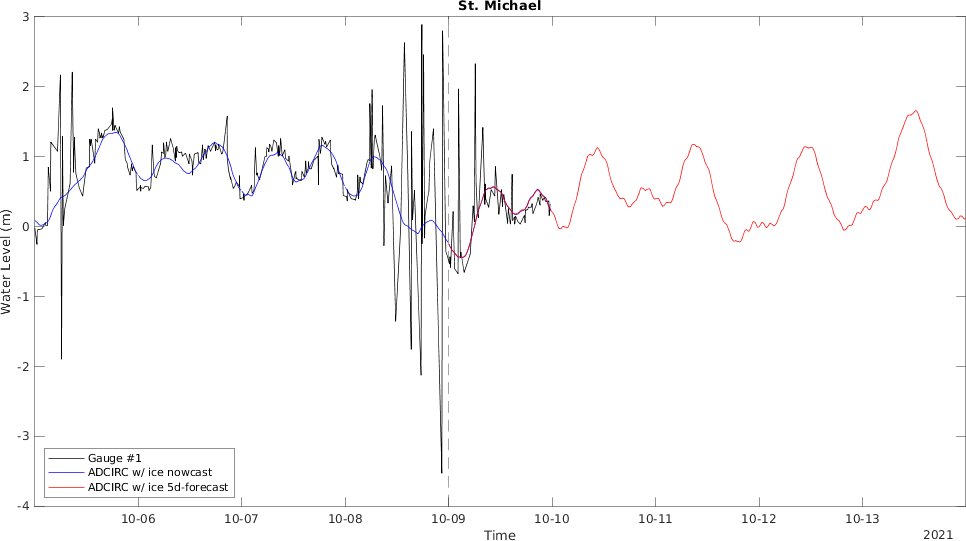 St. Michael
3
2
1
0
-1
-2
-3
-4
Water Level (m)
Gauge #1
ADCIRC w/ ice nowcast
ADCIRC w/ ice 5d-forecast
10-06 10-07 10-08 10-09 10-10 10-11 10-12 10-13
Time
2021